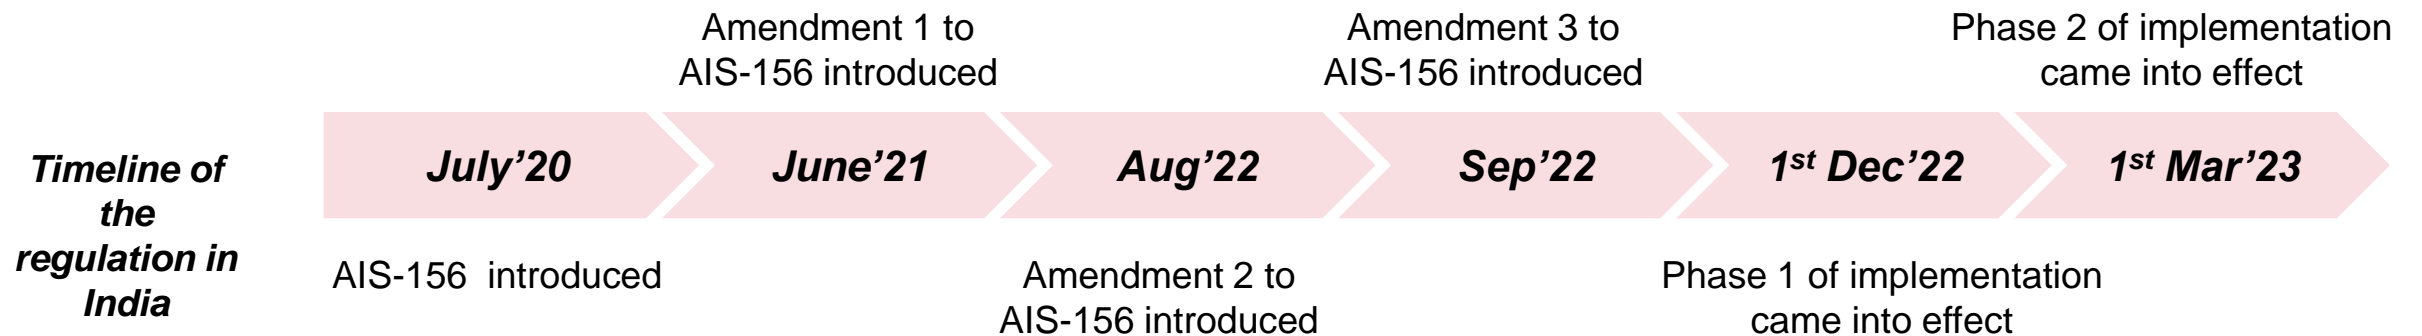 Timeline of
the
regulation in
India
Amendment 1 to
AIS-156 introduced
Amendment 3 to
AIS-156 introduced
Phase 2 of implementation
came into effect
July’20
June’21
Aug’22
Sep’22
1st Dec’22
1st Mar’23
AIS-156 introduced
Amendment 2 to
AIS-156 introduced
Phase 1 of implementation
came into effect